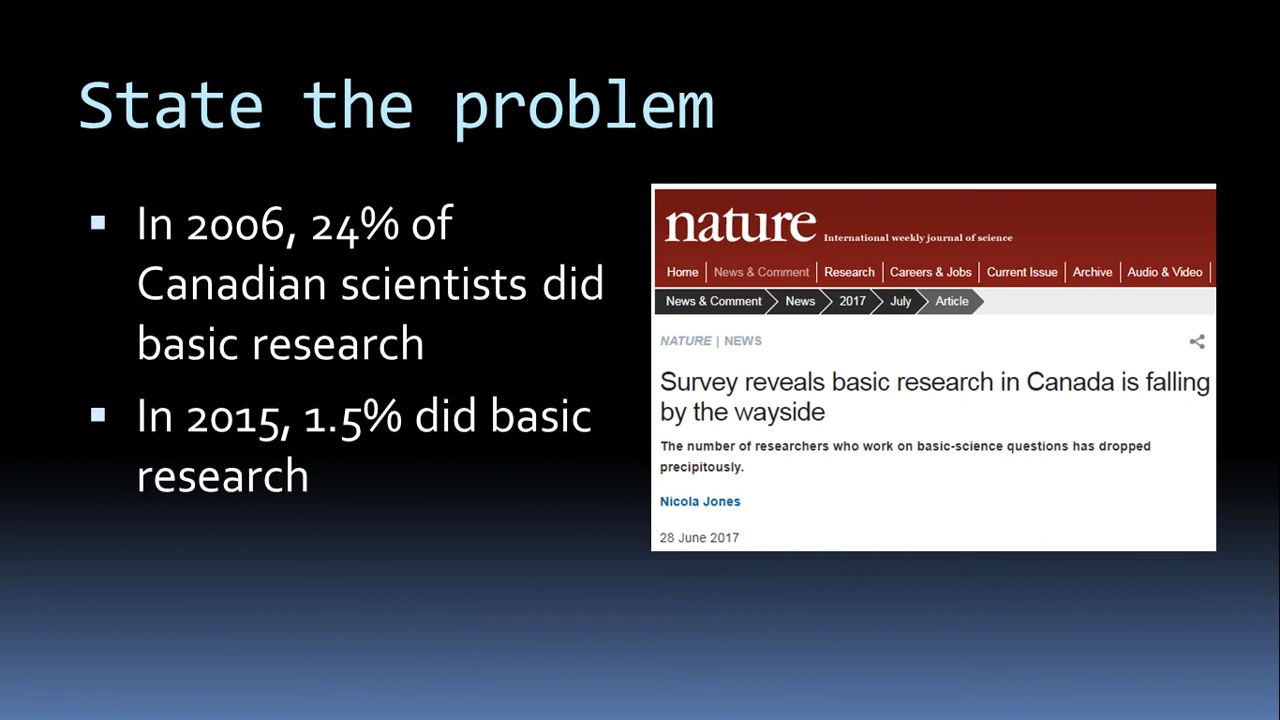 State the problem
In 2006, 24% of
Canadian scientists did
basic research
In 2015, 1.5% did basic
research
nature International weekly journal of science
Home News & Comment Research Careers & Jobs Current Issue Archive Audio & Video
News & Comment News 2017 July Article
NATURE | NEWS
Survey reveals basic research in Canada is falling
by the wayside
The number of researchers who work on basic-science questions has dropped
precipitously.
Nicola Jones
28 June 2017